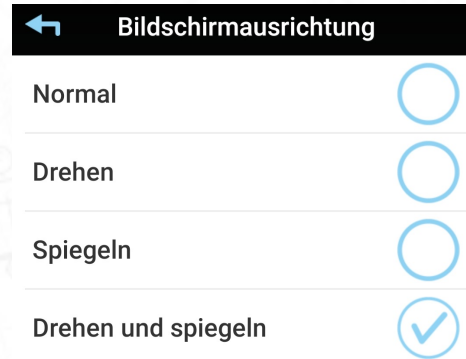 Bildschirmausrichtung
Normal
Drehen
Spiegeln
Drehen und spiegeln